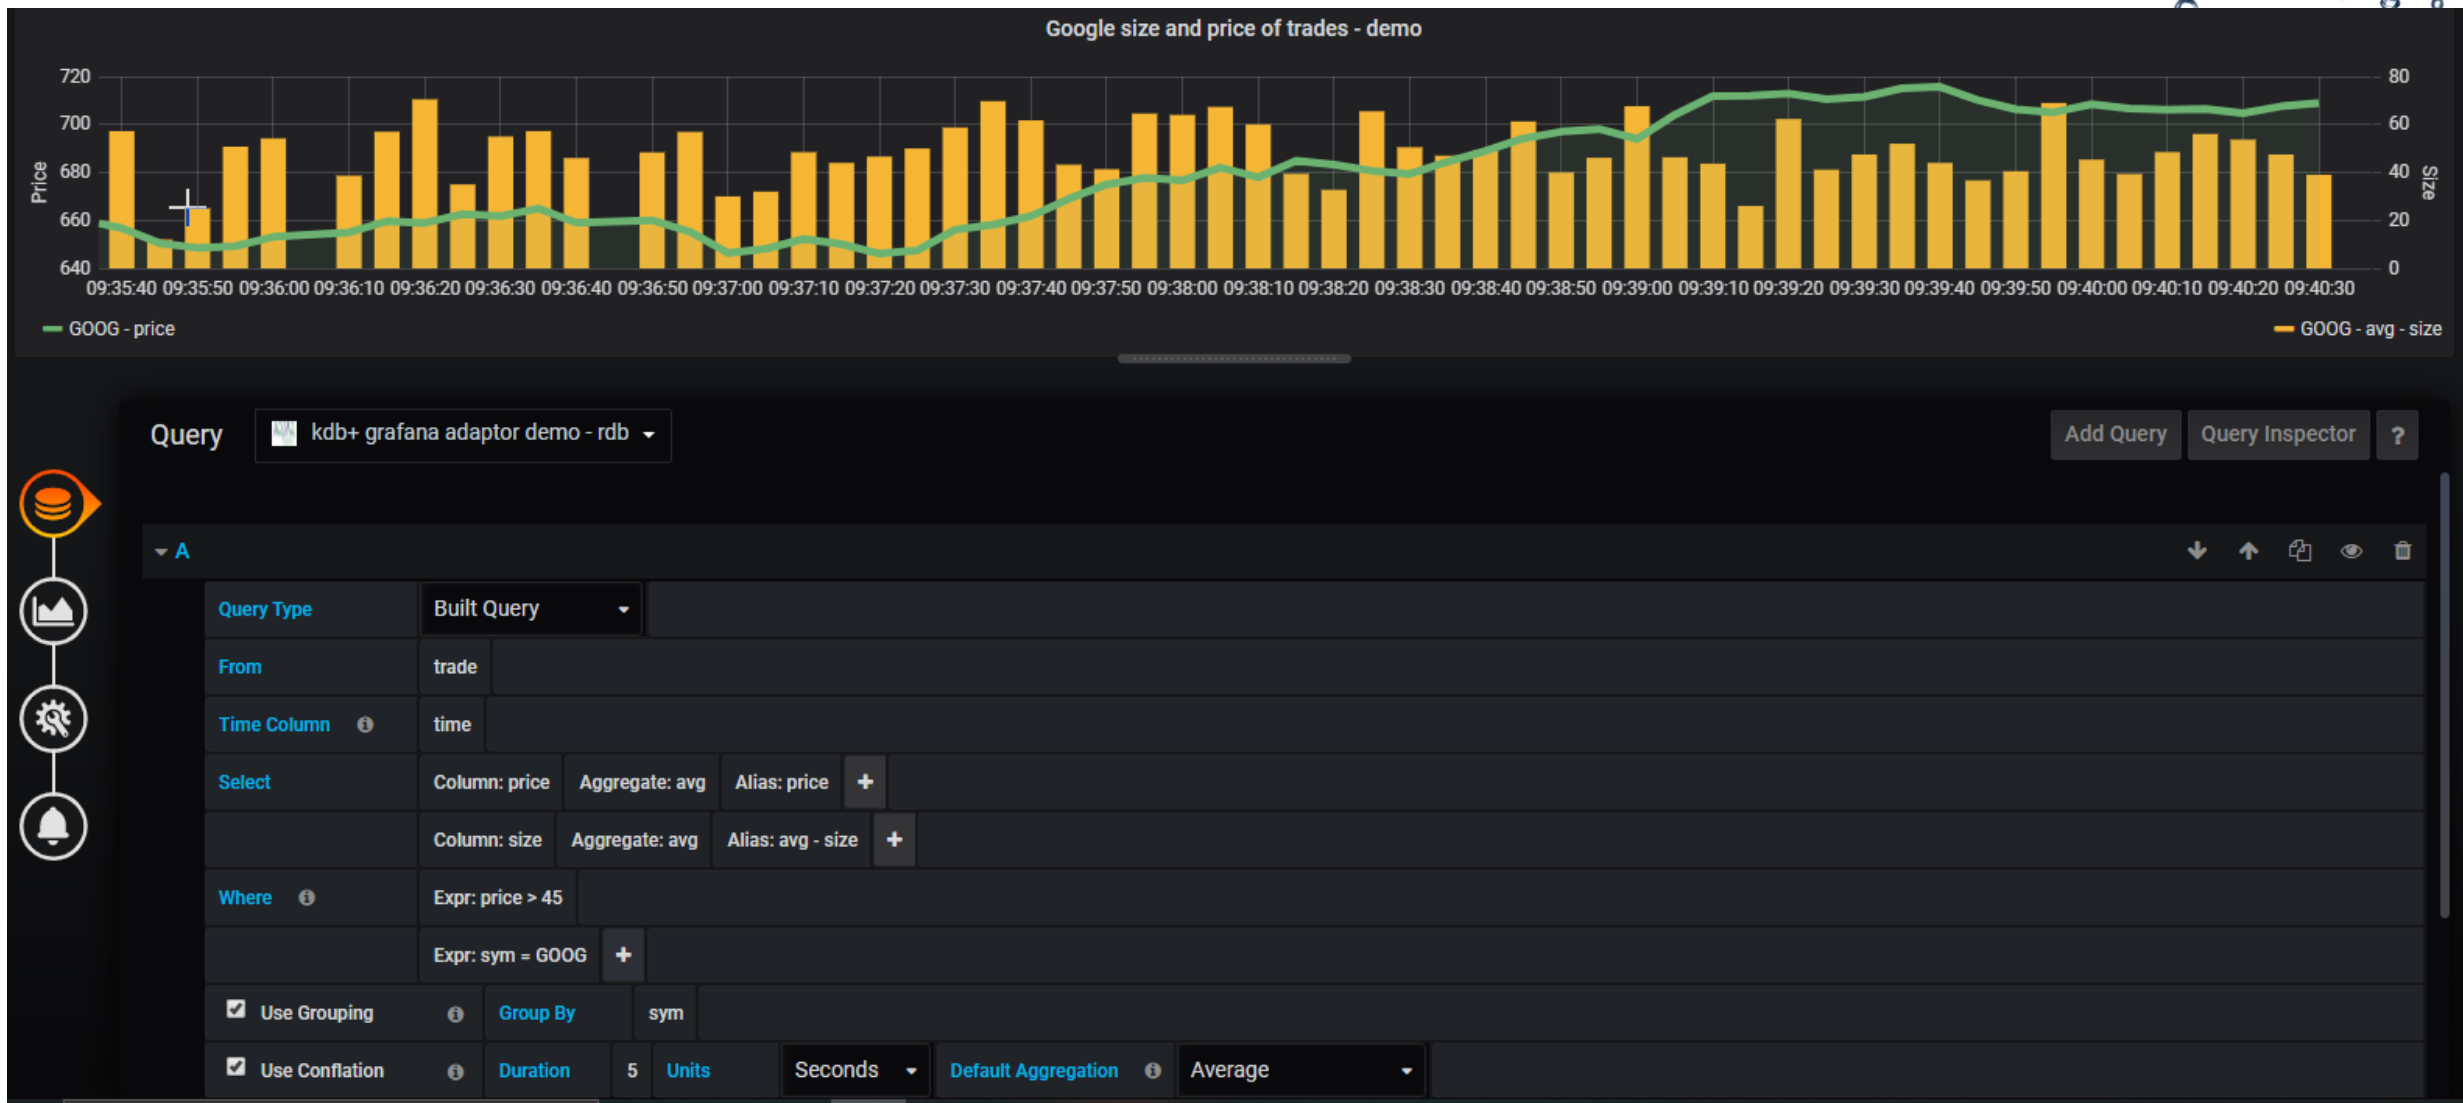 Google size and price of trades - demo
720
700
680
660
640
Price
80
60
40
20
0
Size
09:35:40 09:35:50 09:36:00 09:36:10 09:36:20 09:36:30 09:36:40 09:36:50 09:37:00 09:37:10 09:37:20 09:37:30 09:37:40 09:37:50 09:38:00 09:38:10 09:38:20 09:38:30 09:38:40 09:38:50 09:39:00 09:39:10 09:39:20 09:39:30 09:39:40 09:39:50 09:40:00 09:40:10 09:40:20 09:40:30
GOOG - price GOOG - avg - size
Query kdb+ grafana adaptor demo - rdb Add Query Query Inspector ?
A
Query Type Built Query
From trade
Time Column time
Select Column: price Aggregate: avg Alias: price +
Column: size Aggregate: avg Alias: avg - size +
Where Expr: price > 45
Expr: sym = GOOG +
Use Grouping Group By sym
Use Conflation Duration 5 Units Seconds Default Aggregation Average